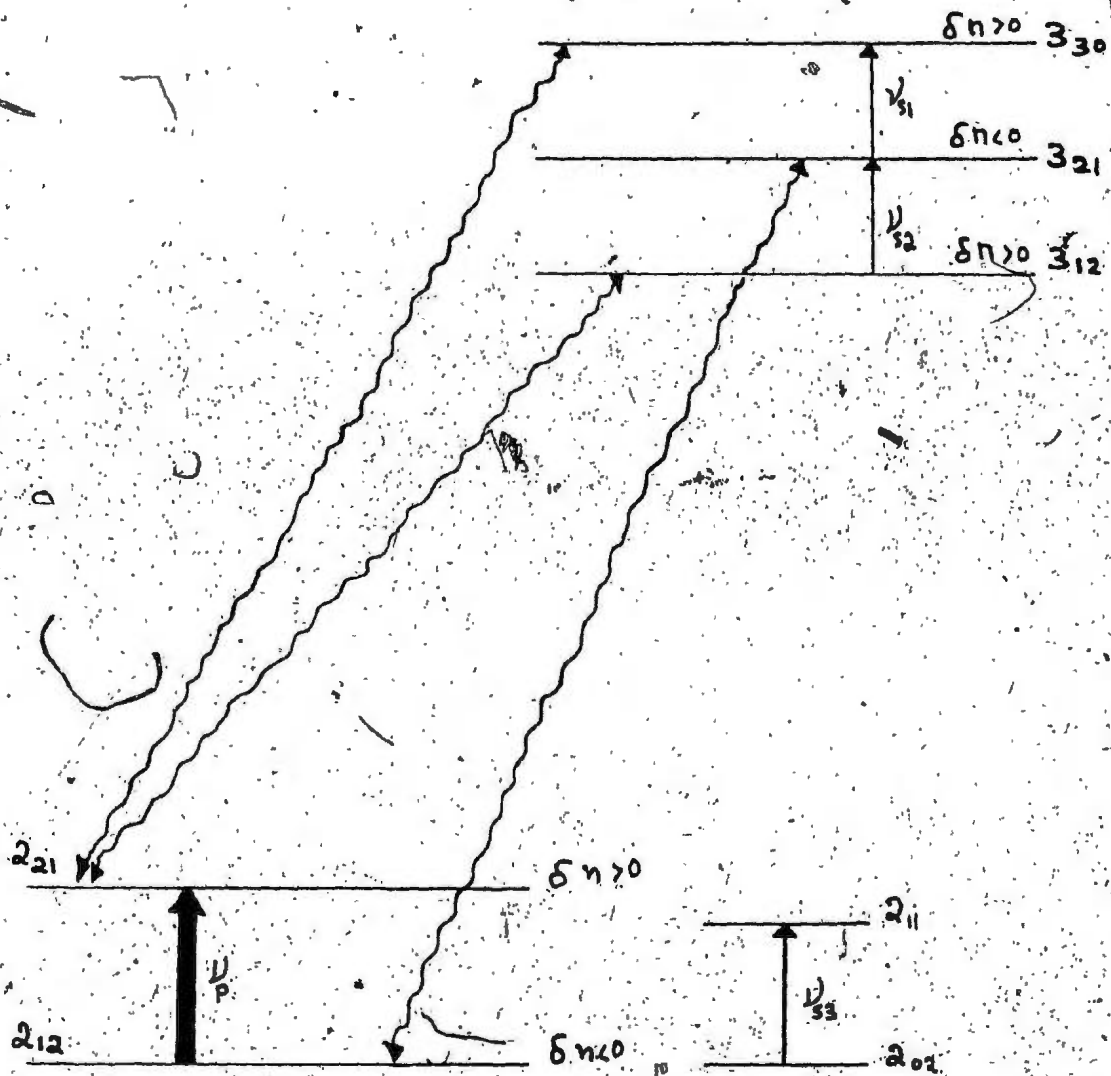 δn>0 3₃₀
ν_s1
δn<0 3₂₁
ν_s2
δn>0 3₁₂
2₂₁ δn>0
2₁₁
ν_p
ν_s3
2₁₂ δn<0 2₀₂